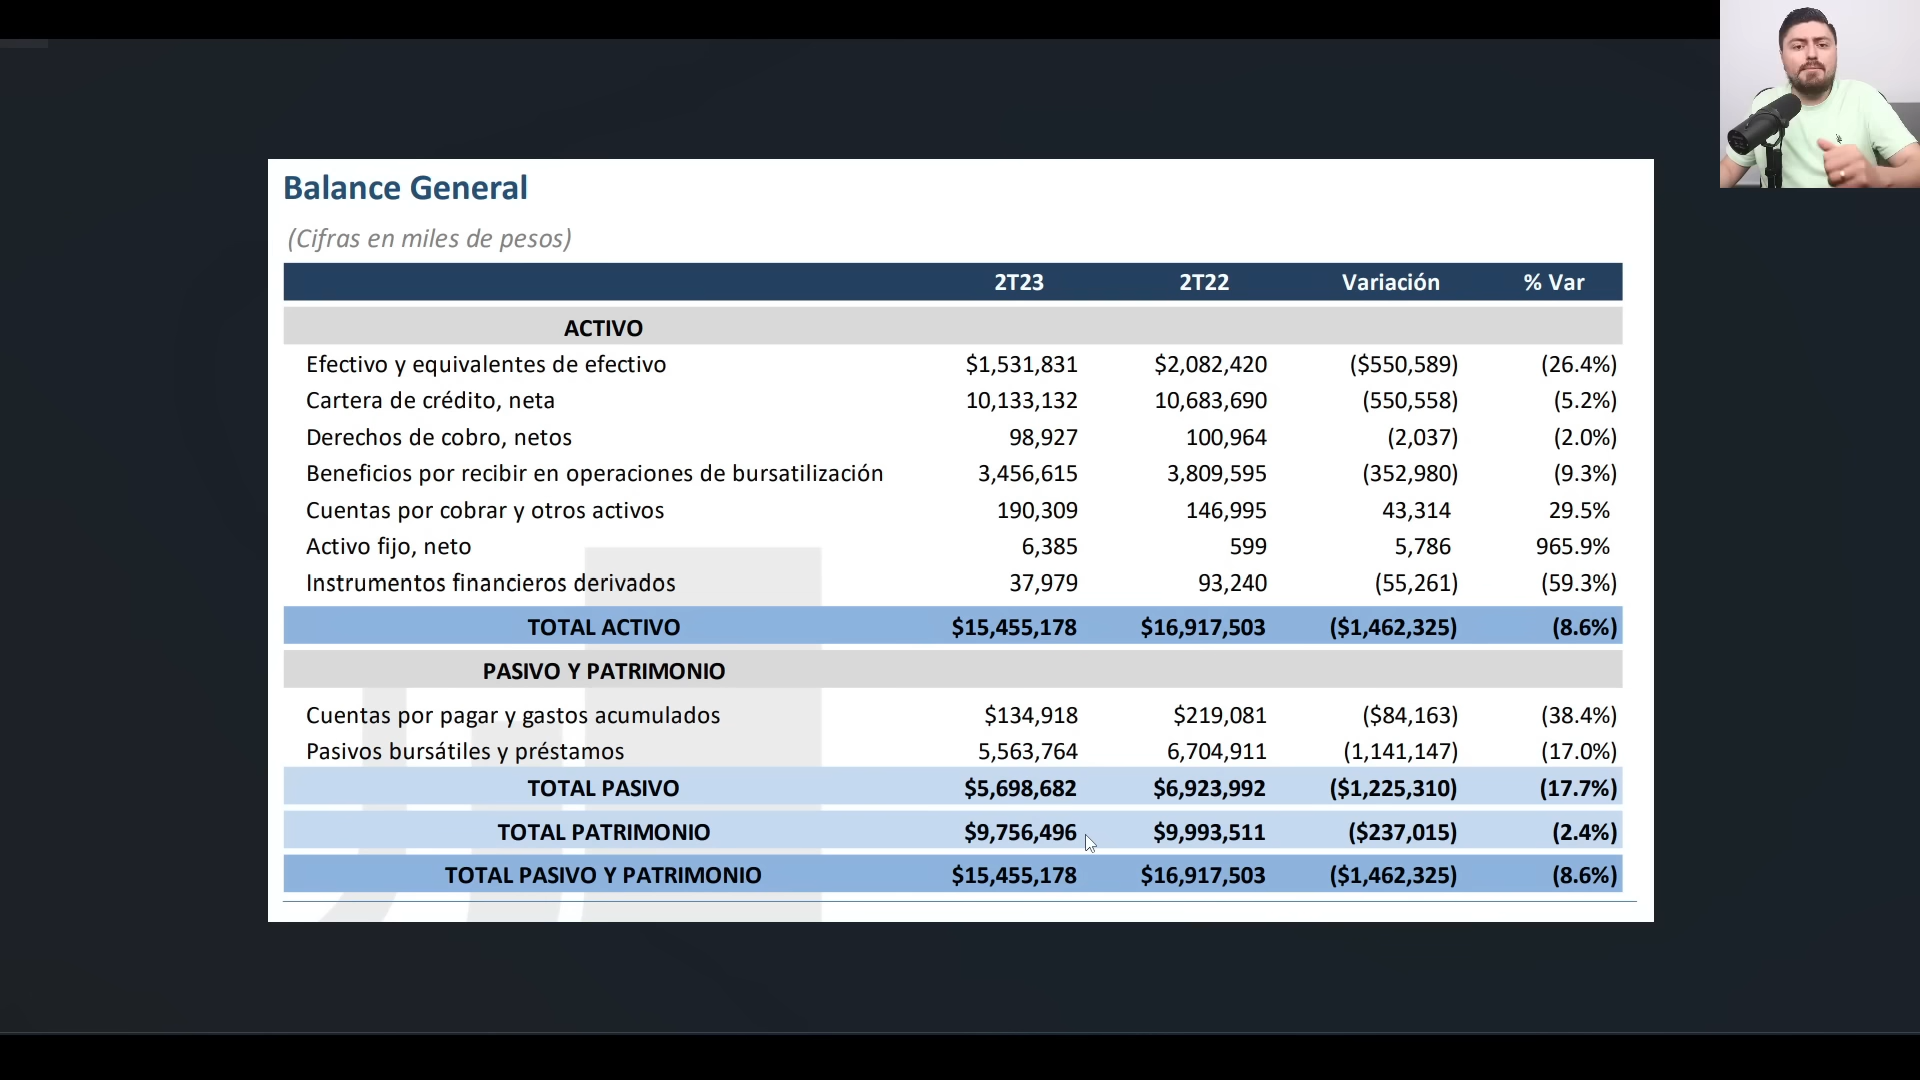 Balance General
(Cifras en miles de pesos)
2T23 2T22 Variación % Var
ACTIVO
Efectivo y equivalentes de efectivo $1,531,831 $2,082,420 ($550,589) (26.4%)
Cartera de crédito, neta 10,133,132 10,683,690 (550,558) (5.2%)
Derechos de cobro, netos 98,927 100,964 (2,037) (2.0%)
Beneficios por recibir en operaciones de bursatilización 3,456,615 3,809,595 (352,980) (9.3%)
Cuentas por cobrar y otros activos 190,309 146,995 43,314 29.5%
Activo fijo, neto 6,385 599 5,786 965.9%
Instrumentos financieros derivados 37,979 93,240 (55,261) (59.3%)
TOTAL ACTIVO $15,455,178 $16,917,503 ($1,462,325) (8.6%)
PASIVO Y PATRIMONIO
Cuentas por pagar y gastos acumulados $134,918 $219,081 ($84,163) (38.4%)
Pasivos bursátiles y préstamos 5,563,764 6,704,911 (1,141,147) (17.0%)
TOTAL PASIVO $5,698,682 $6,923,992 ($1,225,310) (17.7%)
TOTAL PATRIMONIO $9,756,496 $9,993,511 ($237,015) (2.4%)
TOTAL PASIVO Y PATRIMONIO $15,455,178 $16,917,503 ($1,462,325) (8.6%)